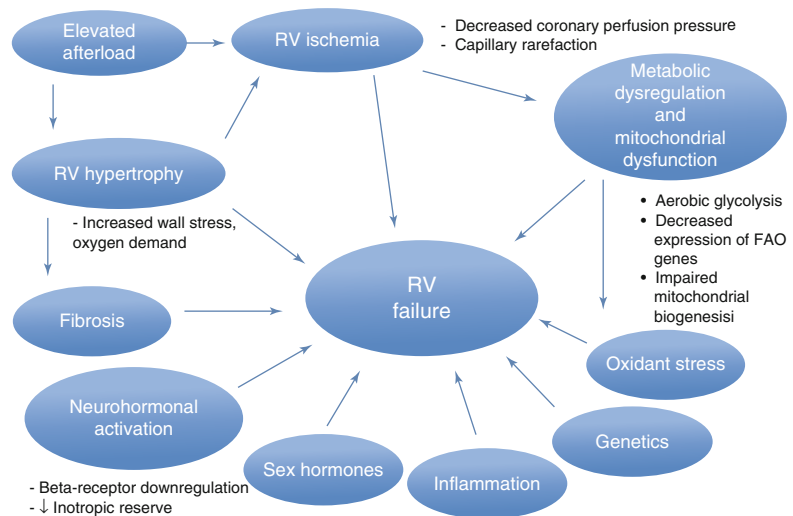 Elevated
afterload
RV ischemia
- Decreased coronary perfusion pressure
- Capillary rarefaction
Metabolic
dysregulation
and
mitochondrial
dysfunction
RV hypertrophy
- Increased wall stress,
oxygen demand
• Aerobic glycolysis
• Decreased
expression of FAO
genes
• Impaired
mitochondrial
biogenesisi
RV
failure
Fibrosis
Oxidant stress
Neurohormonal
activation
Genetics
Sex hormones
Inflammation
- Beta-receptor downregulation
- ↓ Inotropic reserve